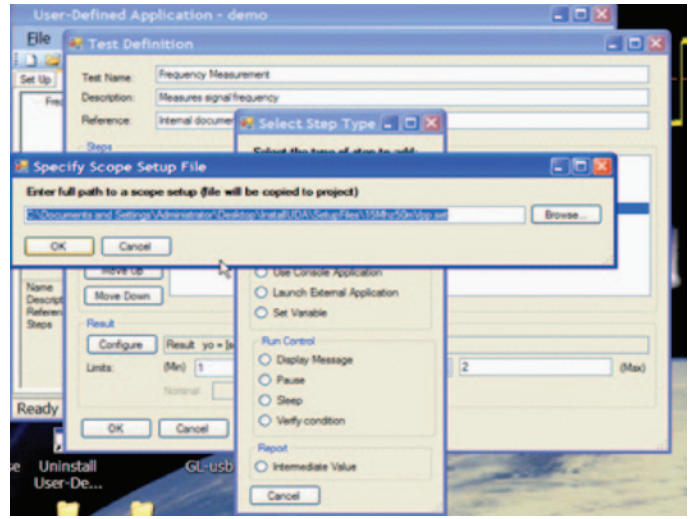 User-Defined Application - demo
File
Test Definition
Set Up
Test Name:
Frequency Measurement
Description:
Measures signal frequency
Reference:
Internal
Select Step Type
Steps
Select the type of step to add:
Specify Scope Setup File
Enter full path to a scope setup (file will be copied to project)
C:\Documents and Settings\Administrator\Desktop\Install\UDA\SetupFiles\15Mhz50mVpp.set
Browse...
OK
Cancel
Move Up
Use Console Application
Name
Move Down
Launch External Application
Set Variable
Steps
Result
Run Control
Configure
Result yo =
Display Message
Limits:
(Min)
1
2
(Max)
Pause
Nominal
Sleep
Ready
Verify condition
OK
Cancel
Report
Intermediate Value
Uninstall
User-De...
GL-usb
Cancel